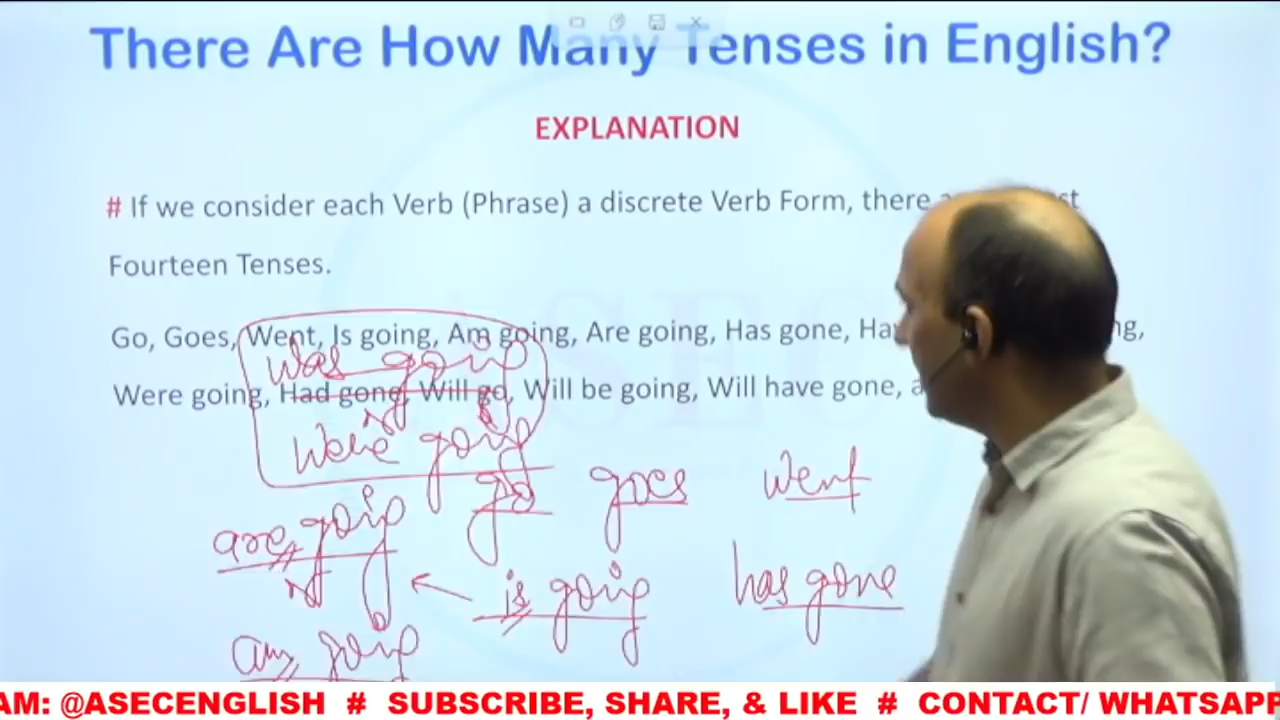 There Are How Many Tenses in English?
EXPLANATION
# If we consider each Verb (Phrase) a discrete Verb Form, there
Fourteen Tenses.
Go, Goes, Went, Is going, Am going, Are going, Has gone,
Were going, Had gone, Will go, Will be going, Will have gone,
was going
were going
go goes went
are going
is going has gone
am going
AM: @ASECENGLISH # SUBSCRIBE, SHARE, & LIKE # CONTACT/ WHATSAPP